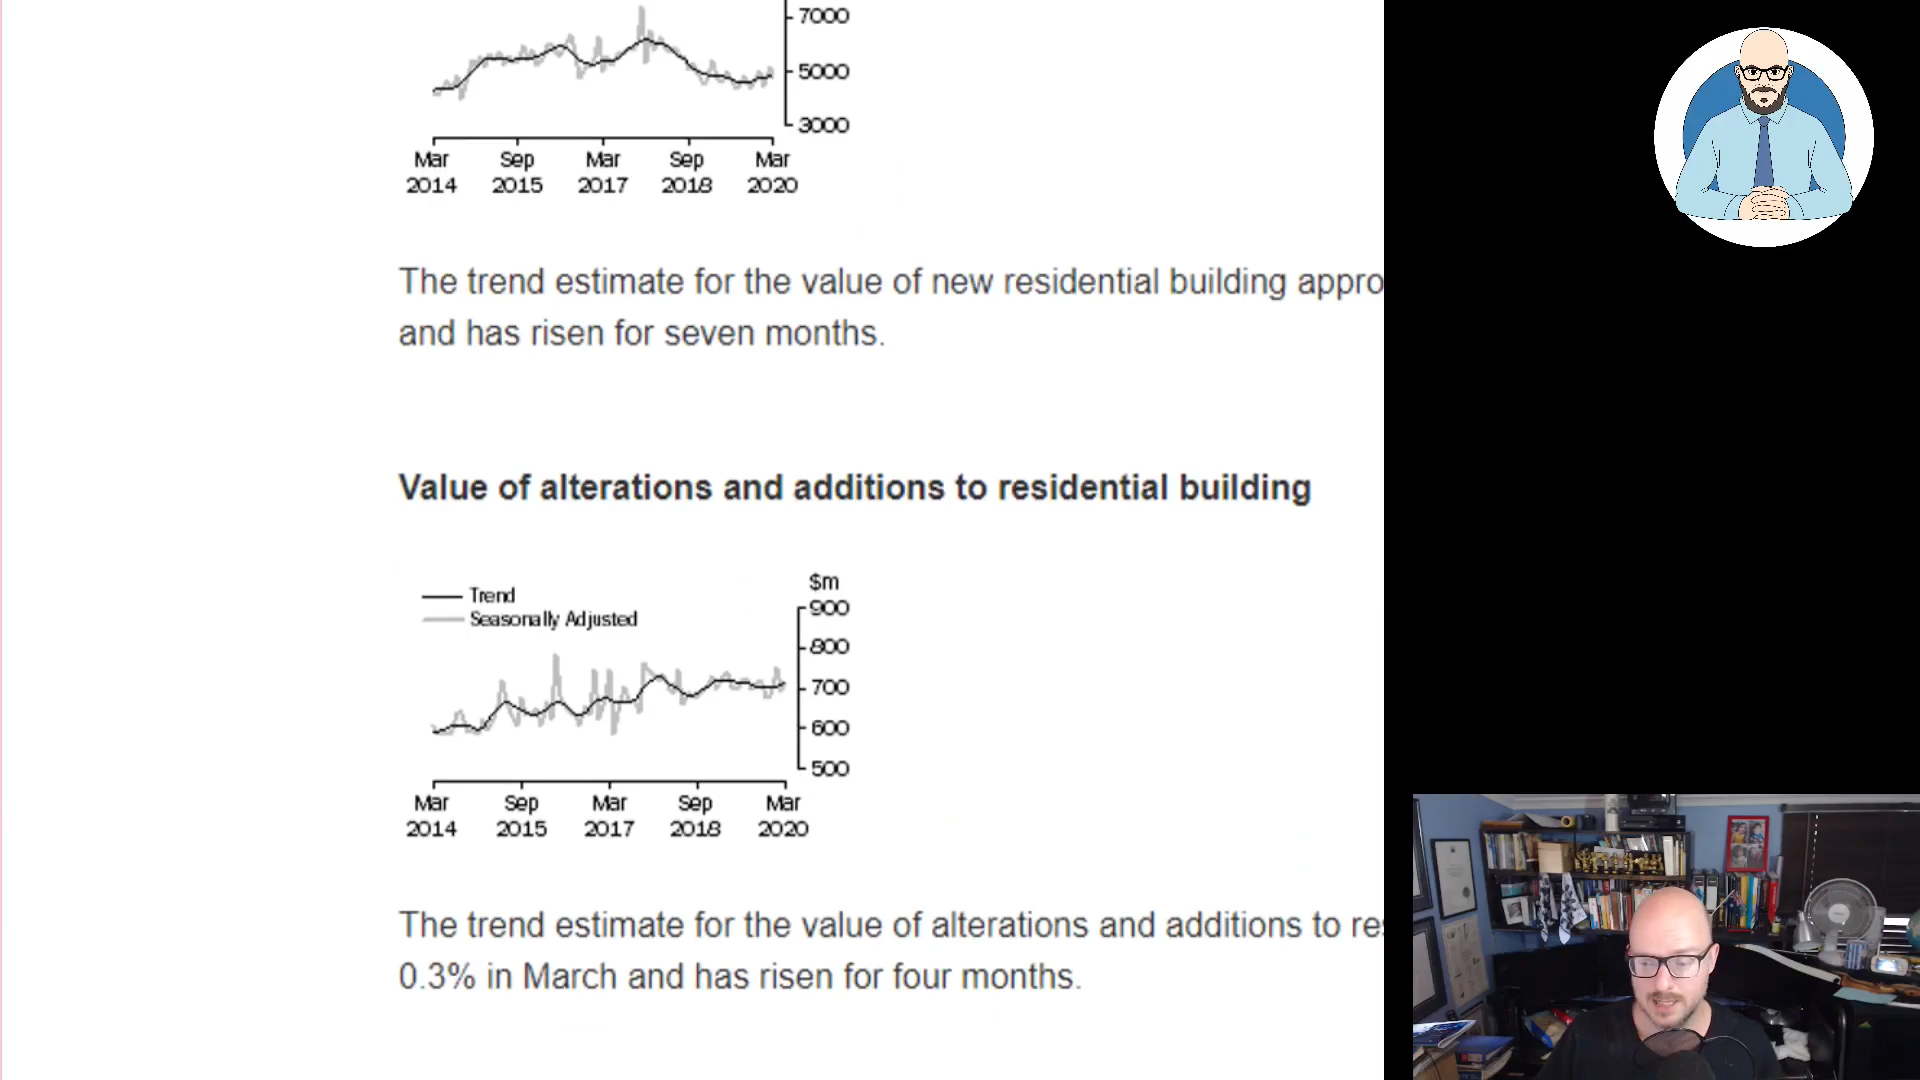 7000
5000
3000
Mar Sep Mar Sep Mar
2014 2015 2017 2018 2020
The trend estimate for the value of new residential building appro
and has risen for seven months.
Value of alterations and additions to residential building
$m
Trend
Seasonally Adjusted
900
800
700
600
500
Mar Sep Mar Sep Mar
2014 2015 2017 2018 2020
The trend estimate for the value of alterations and additions to re
0.3% in March and has risen for four months.